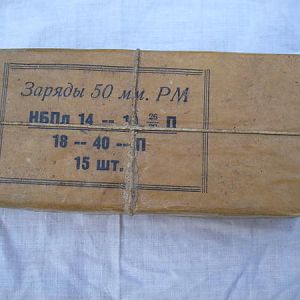 Заряды 50 мм. РМ
НБПл 14 -- П
18 -- 40 -- П
15 шт.